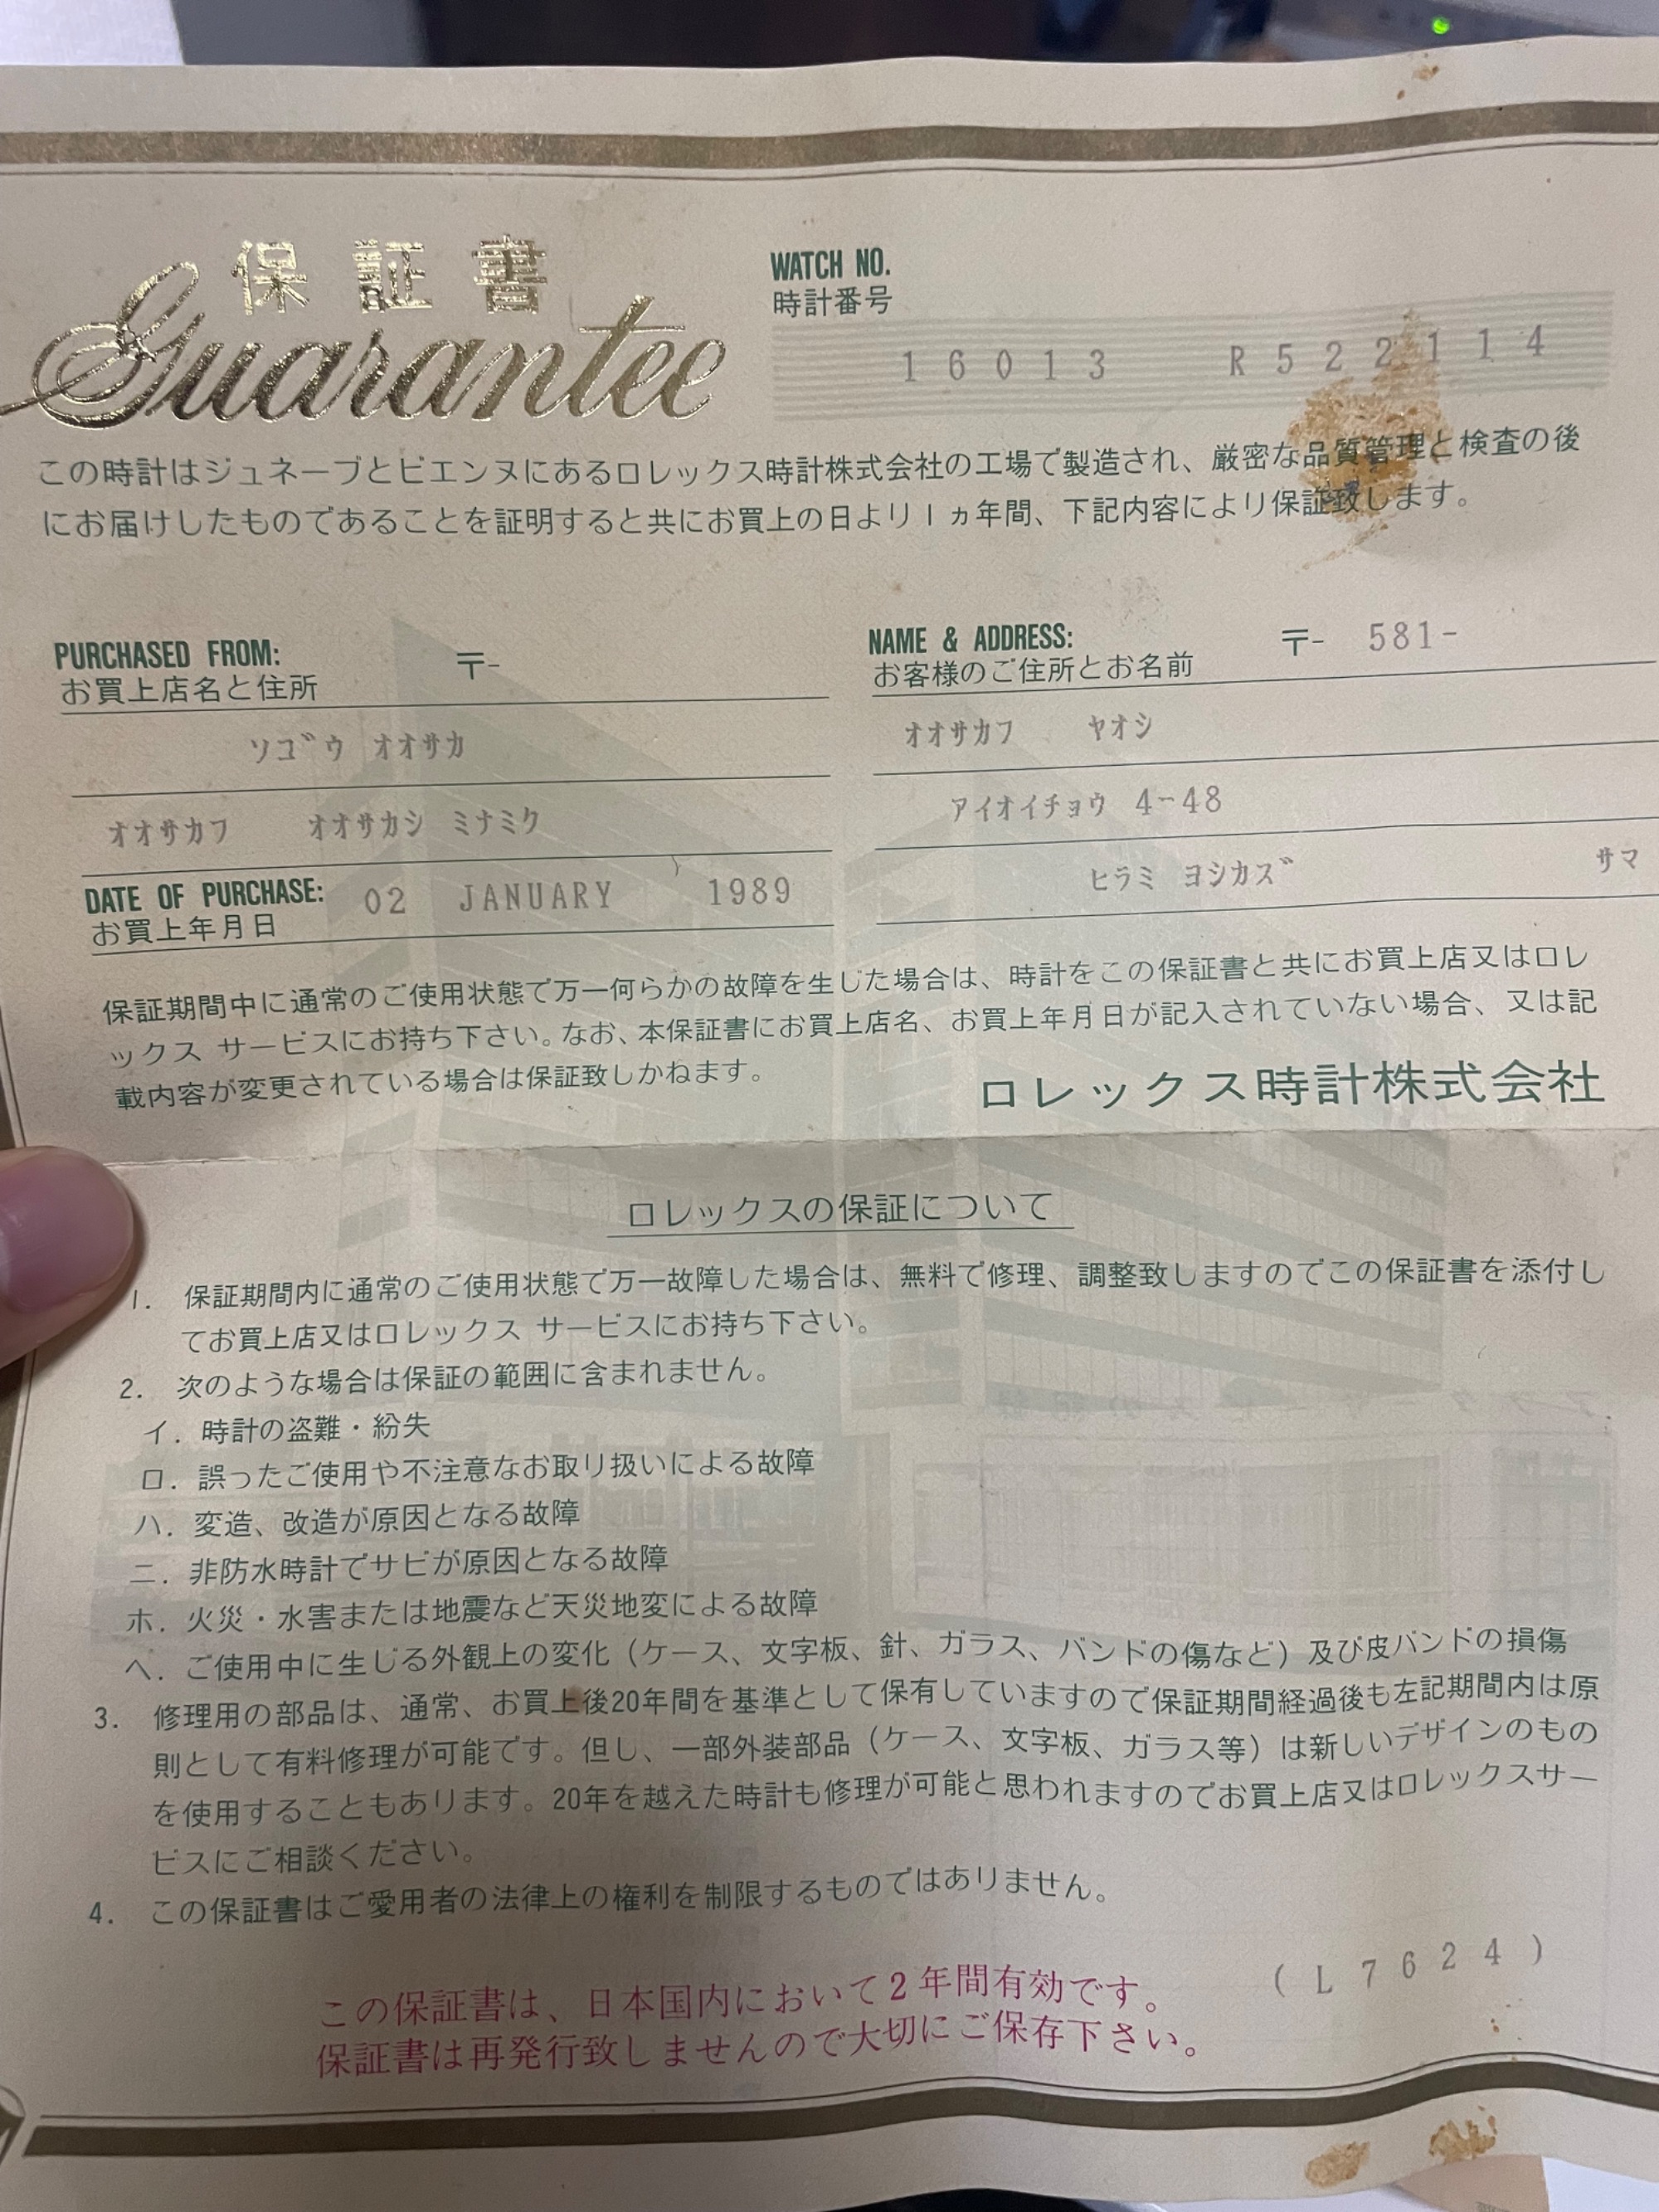 保証書
Guarantee
WATCH NO.
時計番号
16013 R522114
この時計はジュネーブとビエンヌにあるロレックス時計株式会社の工場で製造され、厳密な品質管理と検査の後
にお届けしたものであることを証明すると共にお買上の日より1ヵ年間、下記内容により保証致します。
PURCHASED FROM: 〒-
お買上店名と住所
ソゴウ オオサカ
オオサカフ オオサカシ ミナミク
DATE OF PURCHASE: 02 JANUARY 1989
お買上年月日
NAME & ADDRESS: 〒- 581-
お客様のご住所とお名前
オオサカフ ヤオシ
アイオイチョウ 4-48
ヒラミ ヨシカズ サマ
保証期間中に通常のご使用状態で万一何らかの故障を生じた場合は、時計をこの保証書と共にお買上店又はロレ
ックス サービスにお持ち下さい。なお、本保証書にお買上店名、お買上年月日が記入されていない場合、又は記
載内容が変更されている場合は保証致しかねます。
ロレックス時計株式会社
ロレックスの保証について
1. 保証期間内に通常のご使用状態で万一故障した場合は、無料で修理、調整致しますのでこの保証書を添付し
てお買上店又はロレックス サービスにお持ち下さい。
2. 次のような場合は保証の範囲に含まれません。
イ. 時計の盗難・紛失
ロ. 誤ったご使用や不注意なお取り扱いによる故障
ハ. 変造、改造が原因となる故障
ニ. 非防水時計でサビが原因となる故障
ホ. 火災・水害または地震など天災地変による故障
ヘ. ご使用中に生じる外観上の変化（ケース、文字板、針、ガラス、バンドの傷など）及び皮バンドの損傷
3. 修理用の部品は、通常、お買上後20年間を基準として保有していますので保証期間経過後も左記期間内は原
則として有料修理が可能です。但し、一部外装部品（ケース、文字板、ガラス等）は新しいデザインのもの
を使用することもあります。20年を越えた時計も修理が可能と思われますのでお買上店又はロレックスサー
ビスにご相談ください。
4. この保証書はご愛用者の法律上の権利を制限するものではありません。
(L7624)
この保証書は、日本国内において2年間有効です。
保証書は再発行致しませんので大切にご保存下さい。